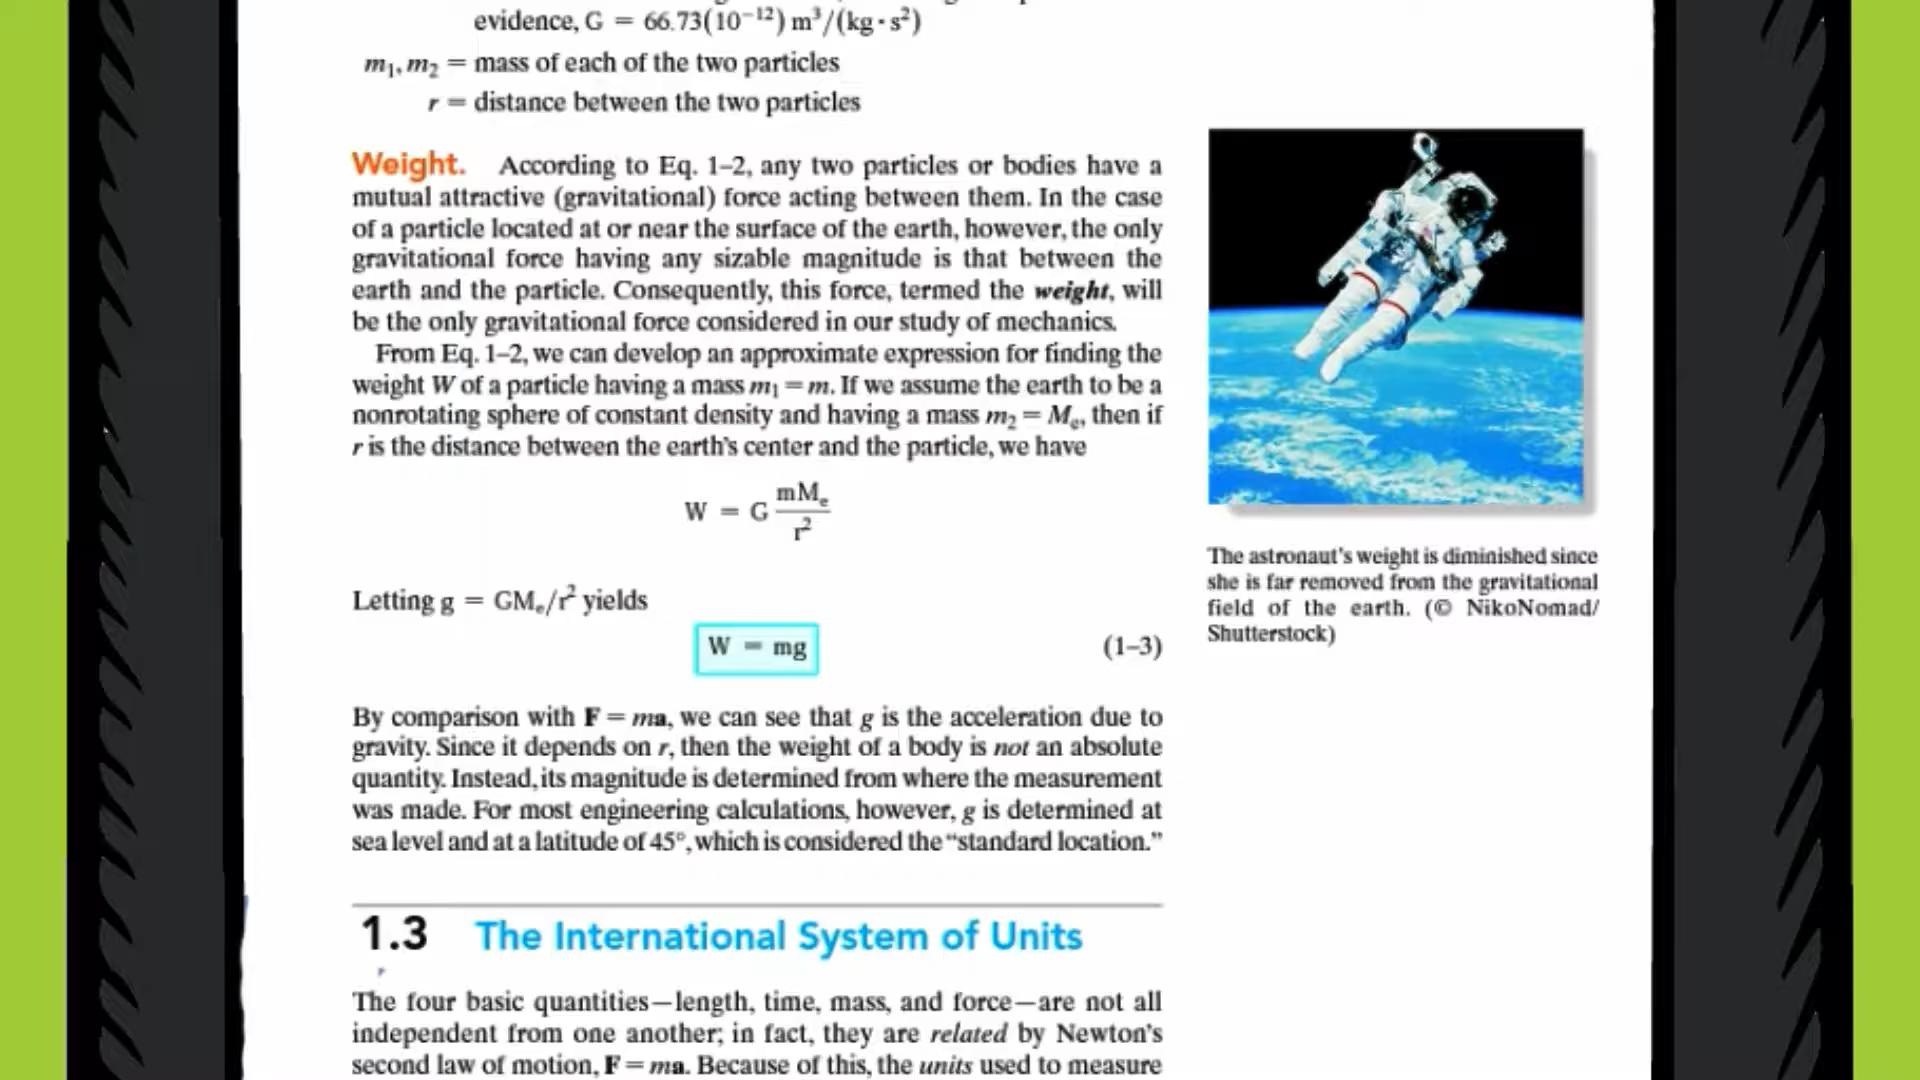 evidence, G = 66.73(10⁻¹²) m³/(kg · s²)
m₁, m₂ = mass of each of the two particles
r = distance between the two particles
Weight. According to Eq. 1–2, any two particles or bodies have a
mutual attractive (gravitational) force acting between them. In the case
of a particle located at or near the surface of the earth, however, the only
gravitational force having any sizable magnitude is that between the
earth and the particle. Consequently, this force, termed the weight, will
be the only gravitational force considered in our study of mechanics.
From Eq. 1–2, we can develop an approximate expression for finding the
weight W of a particle having a mass m₁ = m. If we assume the earth to be a
nonrotating sphere of constant density and having a mass m₂ = Mₑ, then if
r is the distance between the earth's center and the particle, we have
W = G mMₑ/r²
Letting g = GMₑ/r² yields
W = mg (1–3)
By comparison with F = ma, we can see that g is the acceleration due to
gravity. Since it depends on r, then the weight of a body is not an absolute
quantity. Instead, its magnitude is determined from where the measurement
was made. For most engineering calculations, however, g is determined at
sea level and at a latitude of 45°, which is considered the “standard location.”
The astronaut's weight is diminished since
she is far removed from the gravitational
field of the earth. (© NikoNomad/
Shutterstock)
1.3 The International System of Units
The four basic quantities—length, time, mass, and force—are not all
independent from one another; in fact, they are related by Newton's
second law of motion, F = ma. Because of this, the units used to measure